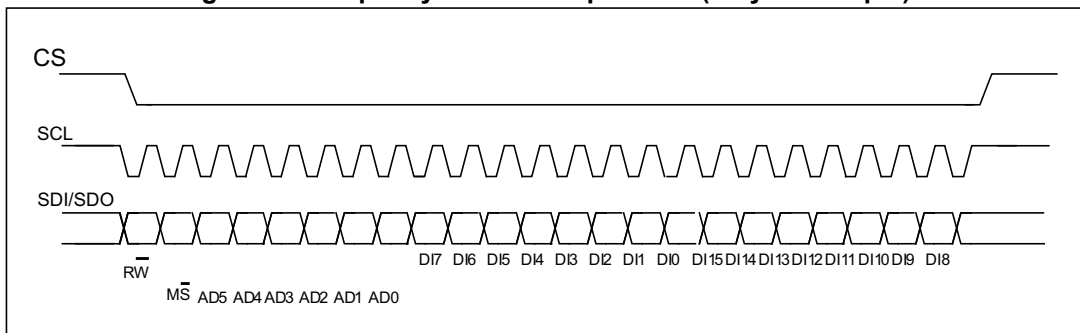 CS
SCL
SDI/SDO
DI7 DI6 DI5 DI4 DI3 DI2 DI1 DI0 DI15 DI14 DI13 DI12 DI11 DI10 DI9 DI8
RW̅
MS̅ AD5 AD4 AD3 AD2 AD1 AD0